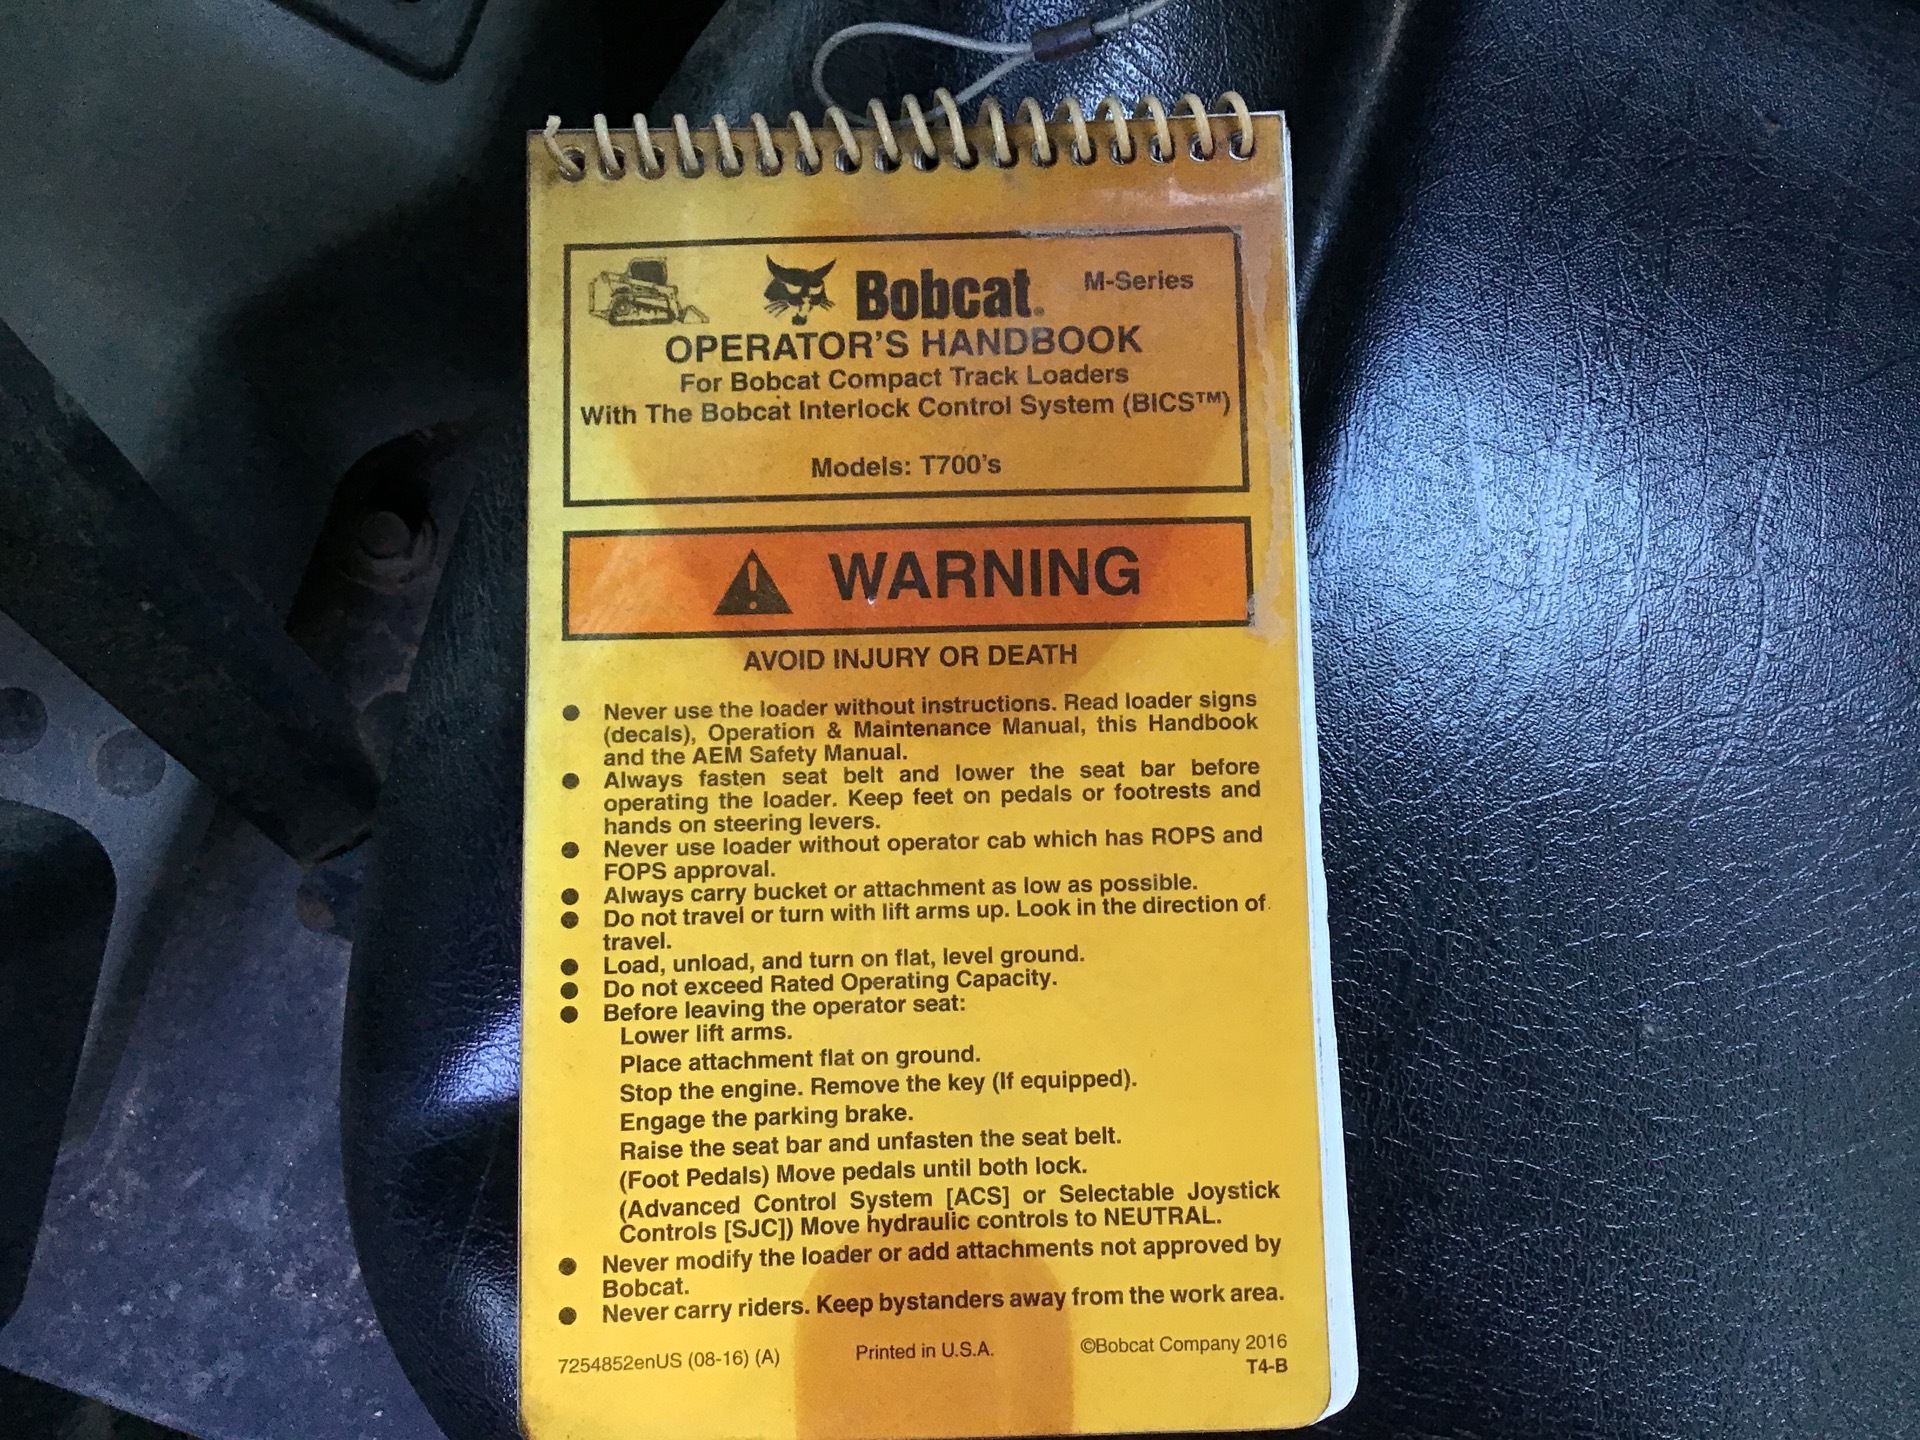 Bobcat® M-Series
OPERATOR'S HANDBOOK
For Bobcat Compact Track Loaders
With The Bobcat Interlock Control System (BICS™)
Models: T700's
WARNING
AVOID INJURY OR DEATH
● Never use the loader without instructions. Read loader signs
(decals), Operation & Maintenance Manual, this Handbook
and the AEM Safety Manual.
● Always fasten seat belt and lower the seat bar before
operating the loader. Keep feet on pedals or footrests and
hands on steering levers.
● Never use loader without operator cab which has ROPS and
FOPS approval.
● Always carry bucket or attachment as low as possible.
● Do not travel or turn with lift arms up. Look in the direction of
travel.
● Load, unload, and turn on flat, level ground.
● Do not exceed Rated Operating Capacity.
● Before leaving the operator seat:
Lower lift arms.
Place attachment flat on ground.
Stop the engine. Remove the key (If equipped).
Engage the parking brake.
Raise the seat bar and unfasten the seat belt.
(Foot Pedals) Move pedals until both lock.
(Advanced Control System [ACS] or Selectable Joystick
Controls [SJC]) Move hydraulic controls to NEUTRAL.
● Never modify the loader or add attachments not approved by
Bobcat.
● Never carry riders. Keep bystanders away from the work area.
7254852enUS (08-16) (A) Printed in U.S.A. ©Bobcat Company 2016
T4-B